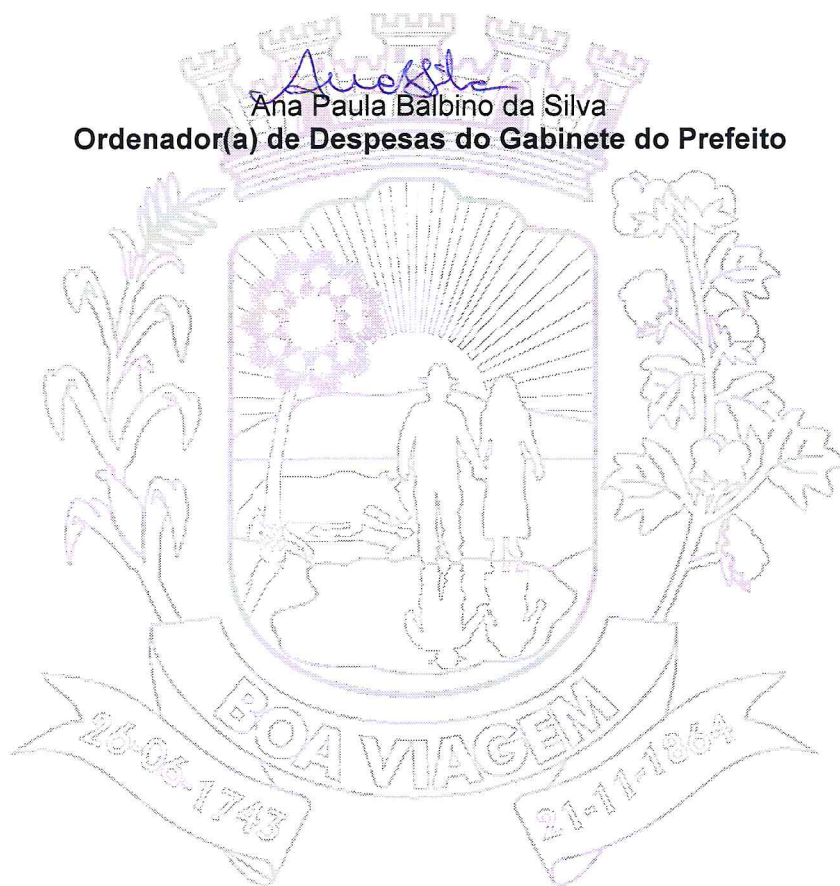 Ana Paula Balbino da Silva
Ordenador(a) de Despesas do Gabinete do Prefeito
BOA VIAGEM
26-06-1743
21-11-1864